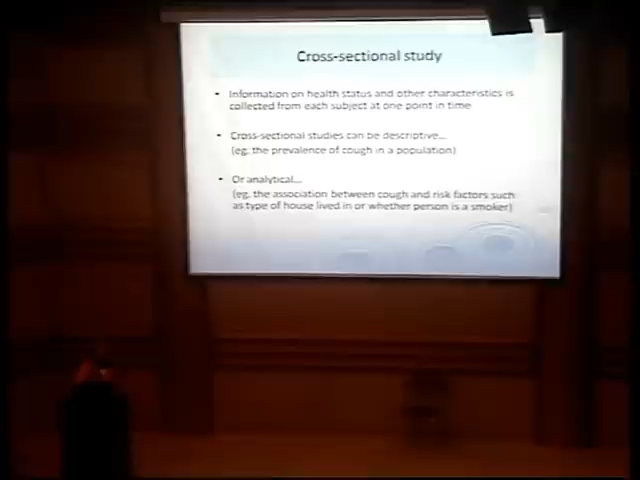 Cross-sectional study
• Information on health status and other characteristics is
collected from each subject at one point in time
• Cross-sectional studies can be descriptive...
(eg. the prevalence of cough in a population)
• Or analytical...
(eg. the association between cough and risk factors such
as type of house lived in or whether person is a smoker)